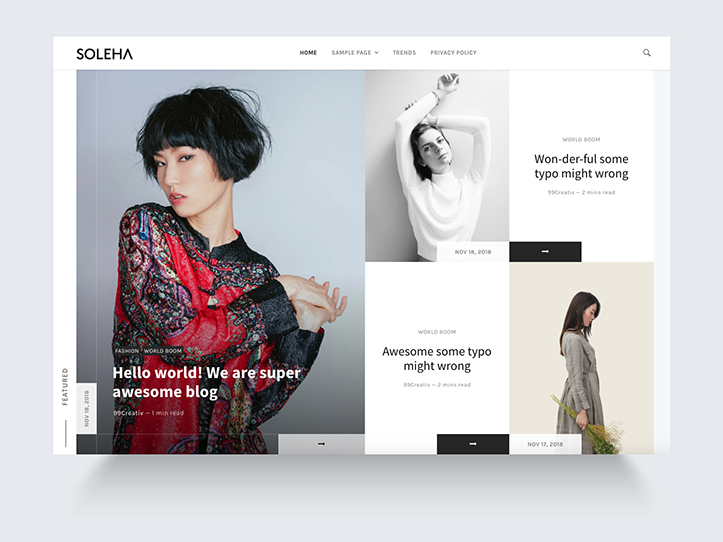 SOLEHA
HOME SAMPLE PAGE TRENDS PRIVACY POLICY
FEATURED
NOV 18, 2018
FASHION · WORLD BOOM
Hello world! We are super
awesome blog
99Creativ — 1 min read
NOV 18, 2018
WORLD BOOM
Won-der-ful some
typo might wrong
99Creativ — 2 mins read
WORLD BOOM
Awesome some typo
might wrong
99Creativ — 2 mins read
NOV 17, 2018